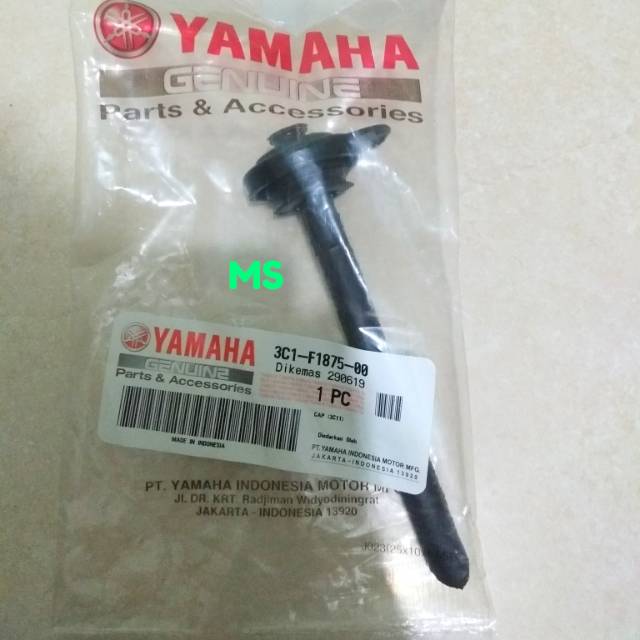 YAMAHA
GENUINE
Parts & Accessories
MS
YAMAHA
GENUINE
Parts & Accessories
3C1-F1875-00
Dikemas 290619
1 PC
CAP (3C11)
MADE IN INDONESIA
Diedarkan Oleh
PT. YAMAHA INDONESIA MOTOR MFG.
JAKARTA-INDONESIA 13920
PT. YAMAHA INDONESIA MOTOR
JL. DR. KRT. Radjiman Widyodiningrat
JAKARTA - INDONESIA 13920